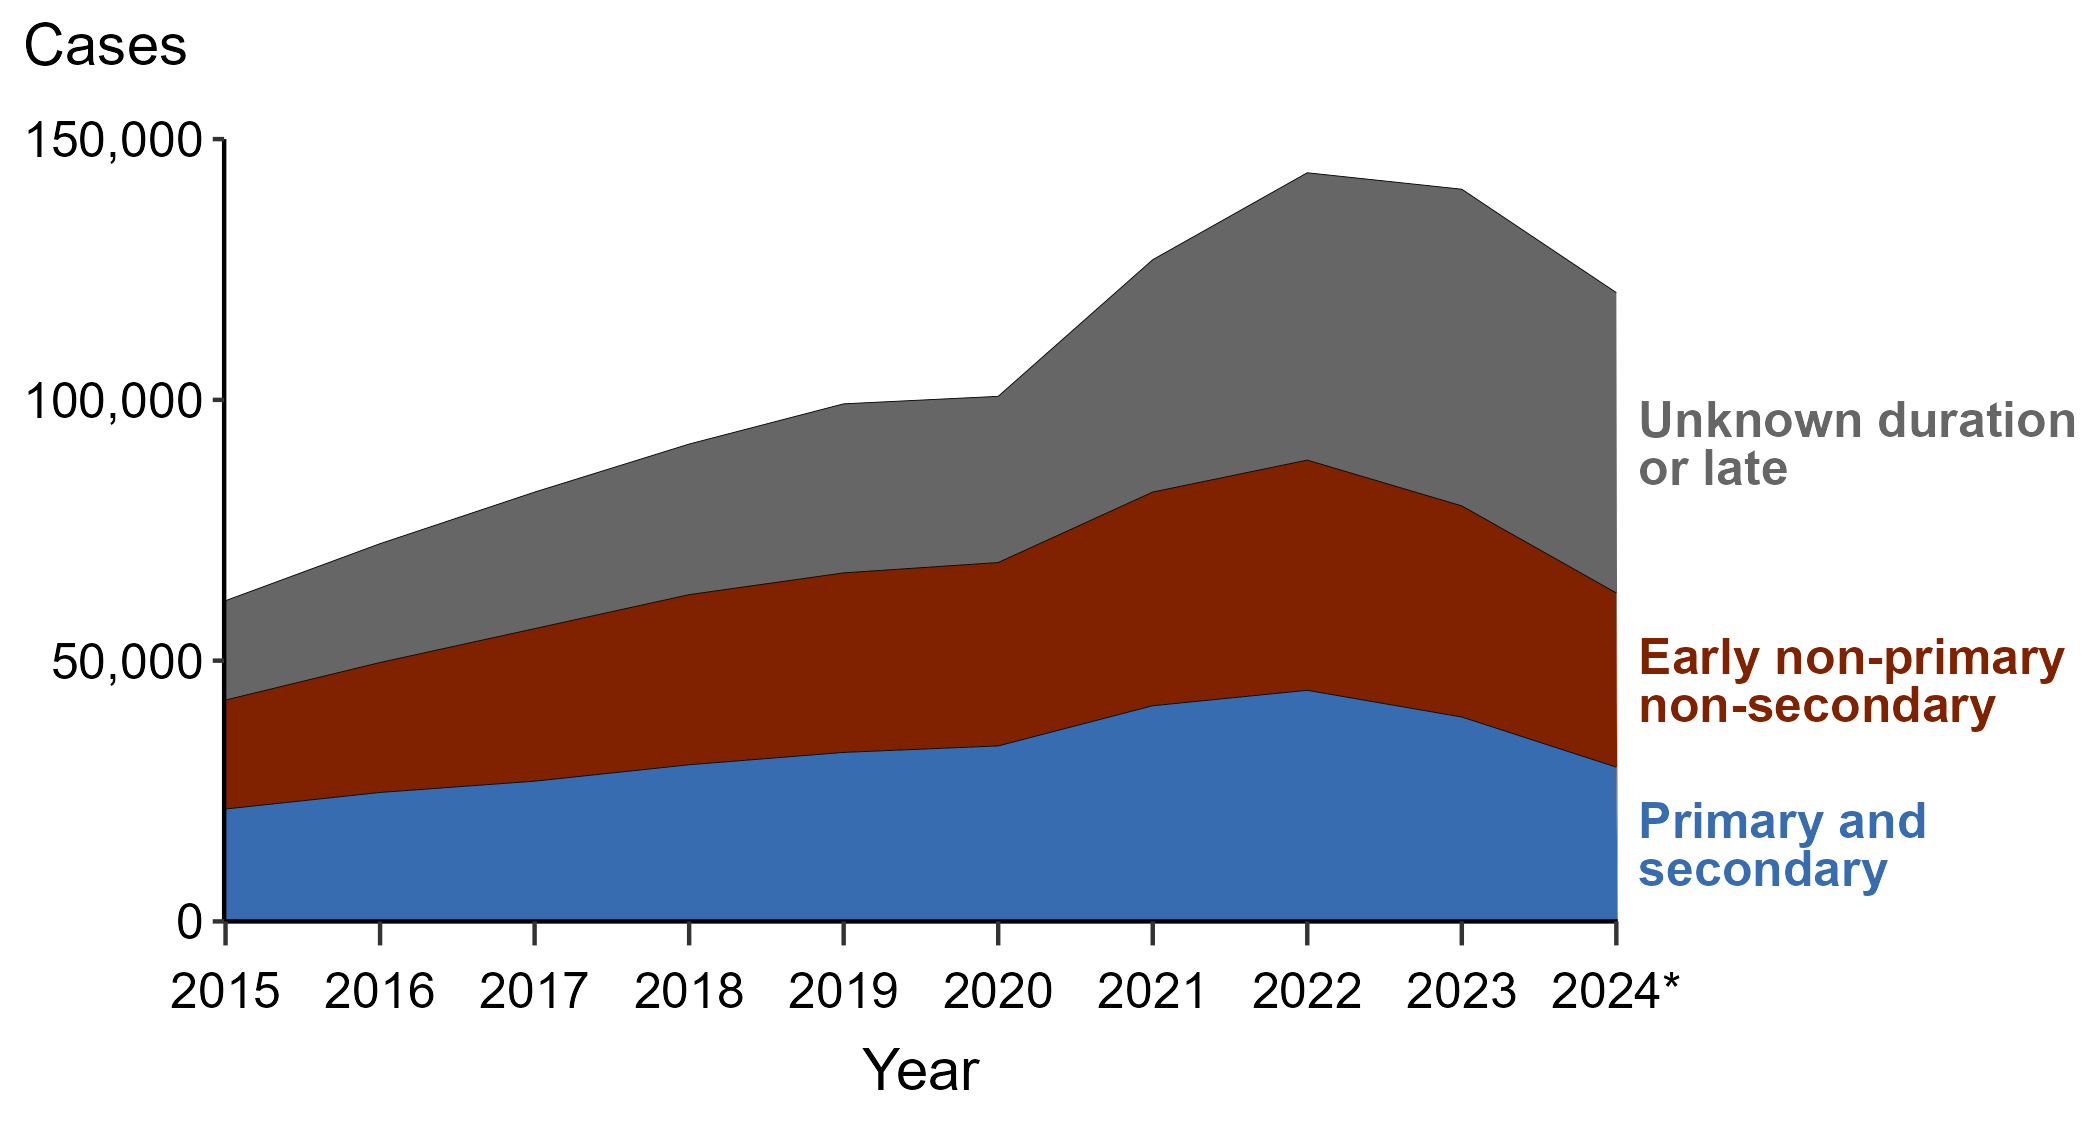 Cases
150,000
100,000
50,000
0
Unknown duration
or late
Early non-primary
non-secondary
Primary and
secondary
2015 2016 2017 2018 2019 2020 2021 2022 2023 2024*
Year